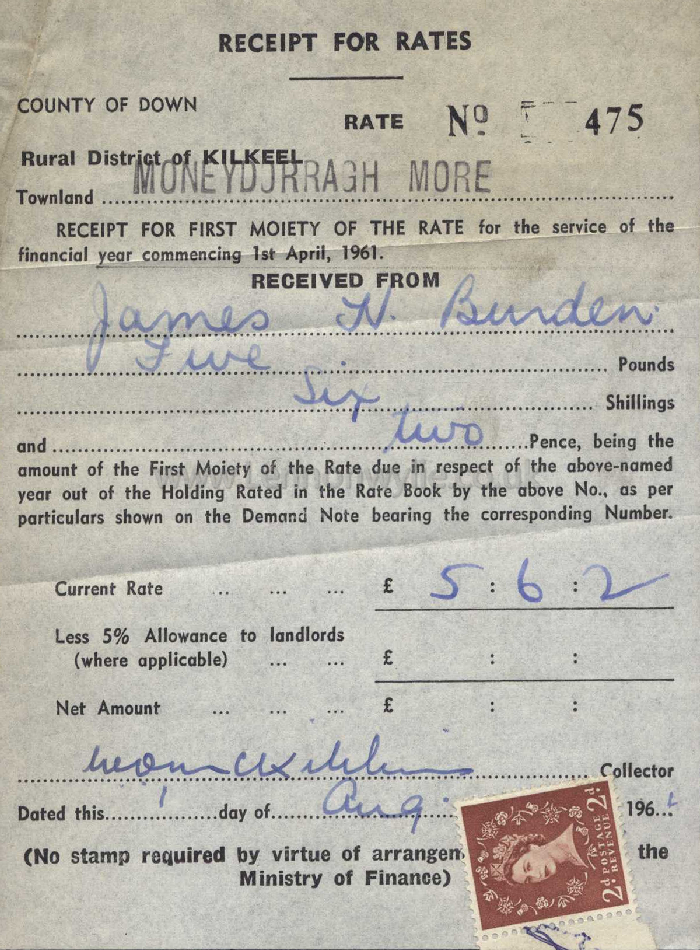 RECEIPT FOR RATES
COUNTY OF DOWN
RATE Nº 475
Rural District of KILKEEL
Townland MONEYDORRAGH MORE
RECEIPT FOR FIRST MOIETY OF THE RATE for the service of the
financial year commencing 1st April, 1961.
RECEIVED FROM
James H. Burden
Five Pounds
Six Shillings
and two Pence, being the
amount of the First Moiety of the Rate due in respect of the above-named
year out of the Holding Rated in the Rate Book by the above No., as per
particulars shown on the Demand Note bearing the corresponding Number.
Current Rate ... ... ... £ 5 : 6 : 2
Less 5% Allowance to landlords
(where applicable) ... ... £ : :
Net Amount ... ... ... £ : :
Collector
Dated this 1 day of Aug. 196
(No stamp required by virtue of arrangem the
Ministry of Finance)
2d POSTAGE REVENUE 2d